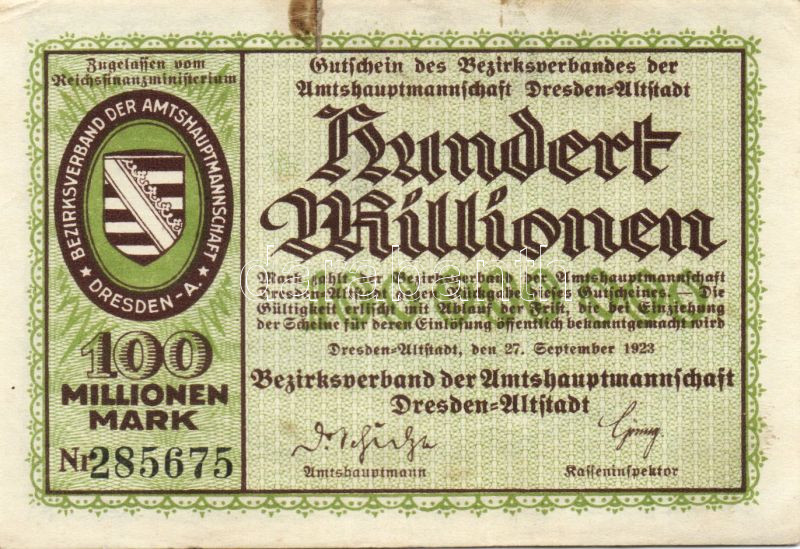 Zugelassen vom
Reichsfinanzministerium
BEZIRKSVERBAND DER AMTSHAUPTMANNSCHAFT
★ DRESDEN-A. ★
100
MILLIONEN
MARK
Nr 285675
Gutschein des Bezirksverbandes der
Amtshauptmannschaft Dresden-Altstadt
Hundert
Millionen
Mark zahlt der Bezirksverband der Amtshauptmannschaft
Dresden-Altstadt gegen Rückgabe dieses Gutscheines. Die
Gültigkeit erlischt mit Ablauf der Frist, die bei Einziehung
der Scheine für deren Einlösung öffentlich bekanntgemacht wird
Dresden-Altstadt, den 27. September 1923
Bezirksverband der Amtshauptmannschaft
Dresden-Altstadt
Amtshauptmann
Kasseninspektor